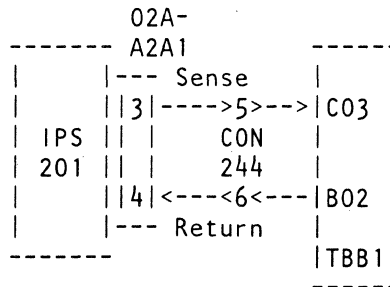 02A-
A2A1
Sense
3 5 C03
IPS CON
201 244
4 6 B02
Return
TBB1